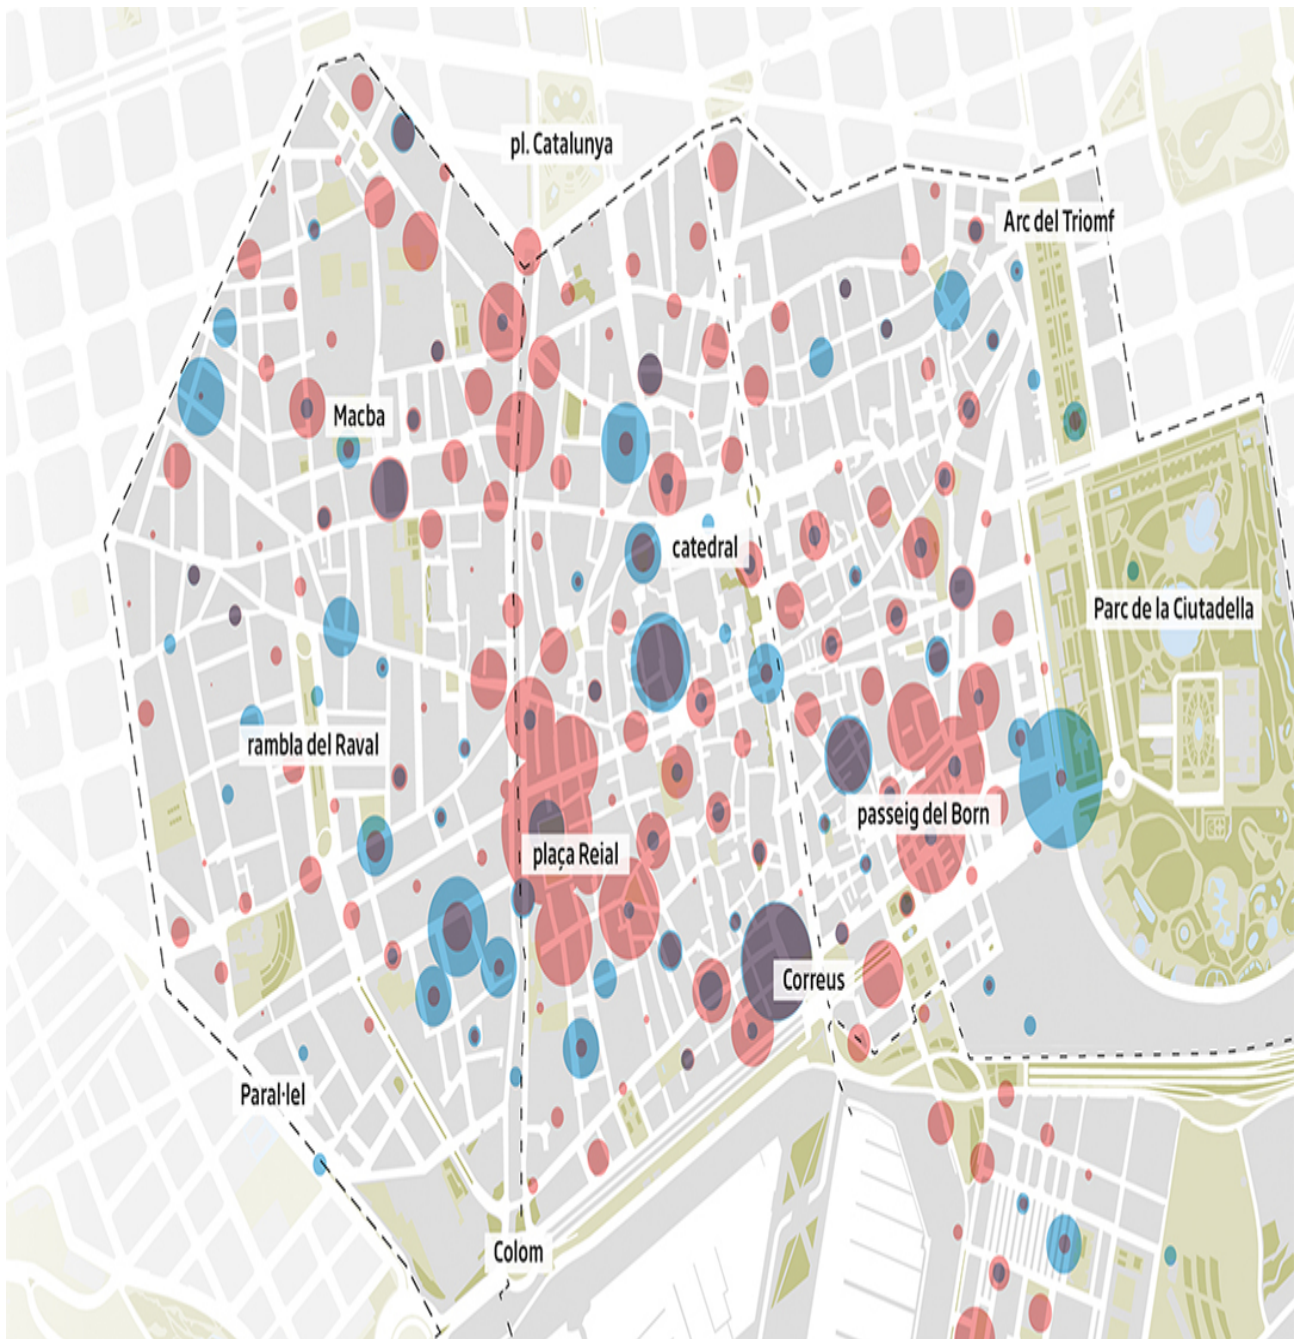 pl. Catalunya
Arc del Triomf
Macba
catedral
Parc de la Ciutadella
rambla del Raval
passeig del Born
plaça Reial
Correus
Paral·lel
Colom